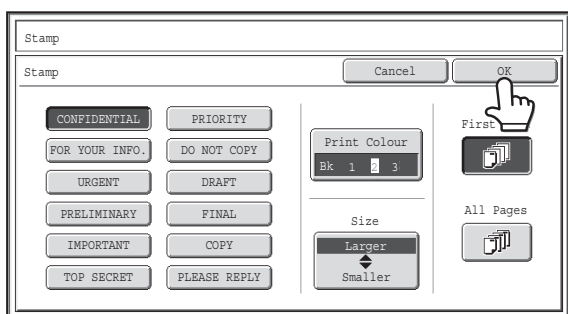 Stamp
Stamp
Cancel
OK
CONFIDENTIAL
PRIORITY
FOR YOUR INFO.
DO NOT COPY
URGENT
DRAFT
PRELIMINARY
FINAL
IMPORTANT
COPY
TOP SECRET
PLEASE REPLY
Print Colour
Bk 1 2 3
Size
Larger
Smaller
First
All Pages